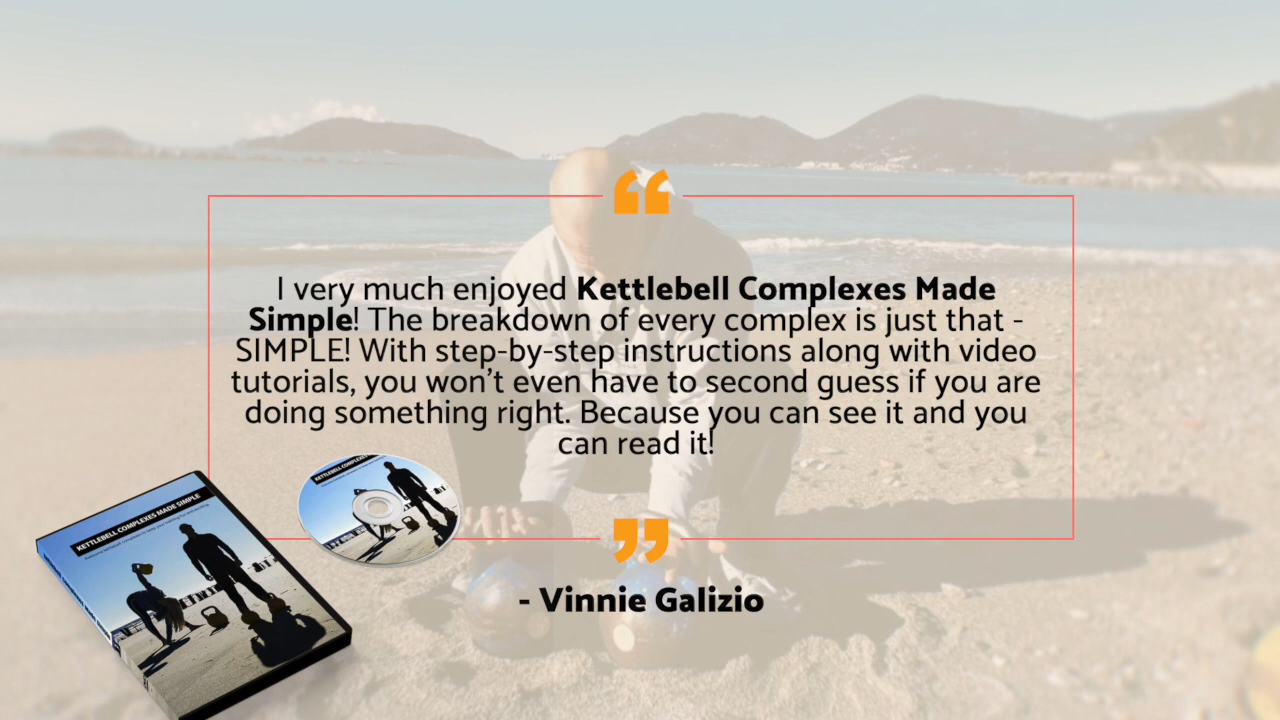 “
I very much enjoyed Kettlebell Complexes Made
Simple! The breakdown of every complex is just that -
SIMPLE! With step-by-step instructions along with video
tutorials, you won't even have to second guess if you are
doing something right. Because you can see it and you
can read it!
”
- Vinnie Galizio
KETTLEBELL COMPLEXES MADE SIMPLE
KETTLEBELL COMPLEXES